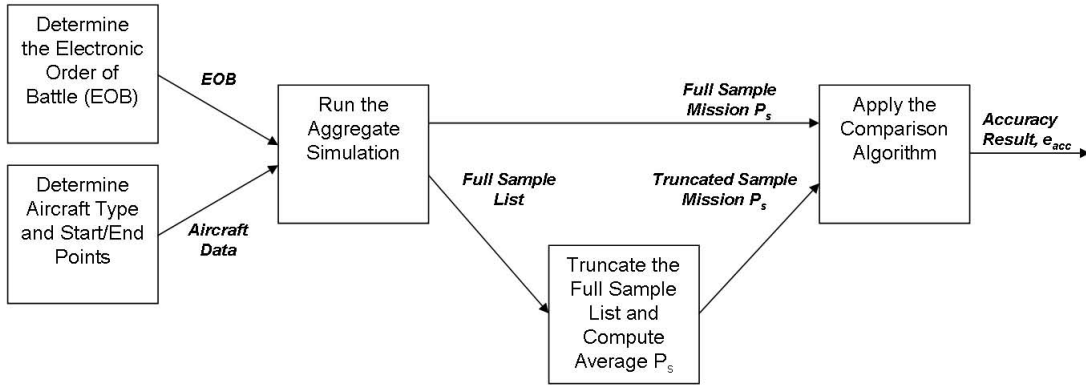 Determine
the Electronic
Order of
Battle (EOB)
EOB
Determine
Aircraft Type
and Start/End
Points
Aircraft
Data
Run the
Aggregate
Simulation
Full Sample
Mission Ps
Full Sample
List
Truncated Sample
Mission Ps
Truncate the
Full Sample
List and
Compute
Average Ps
Apply the
Comparison
Algorithm
Accuracy
Result, eacc